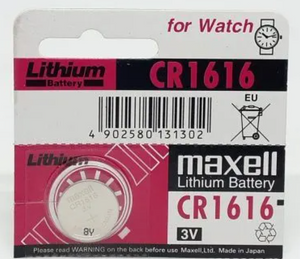 for Watch
Lithium
Battery
CR1616
EU
4 902580 131302
Lithium
maxell
Lithium Battery
CR1616
3V
8Y
Please read WARNING on the back before use Maxell,Ltd. Made in Japan